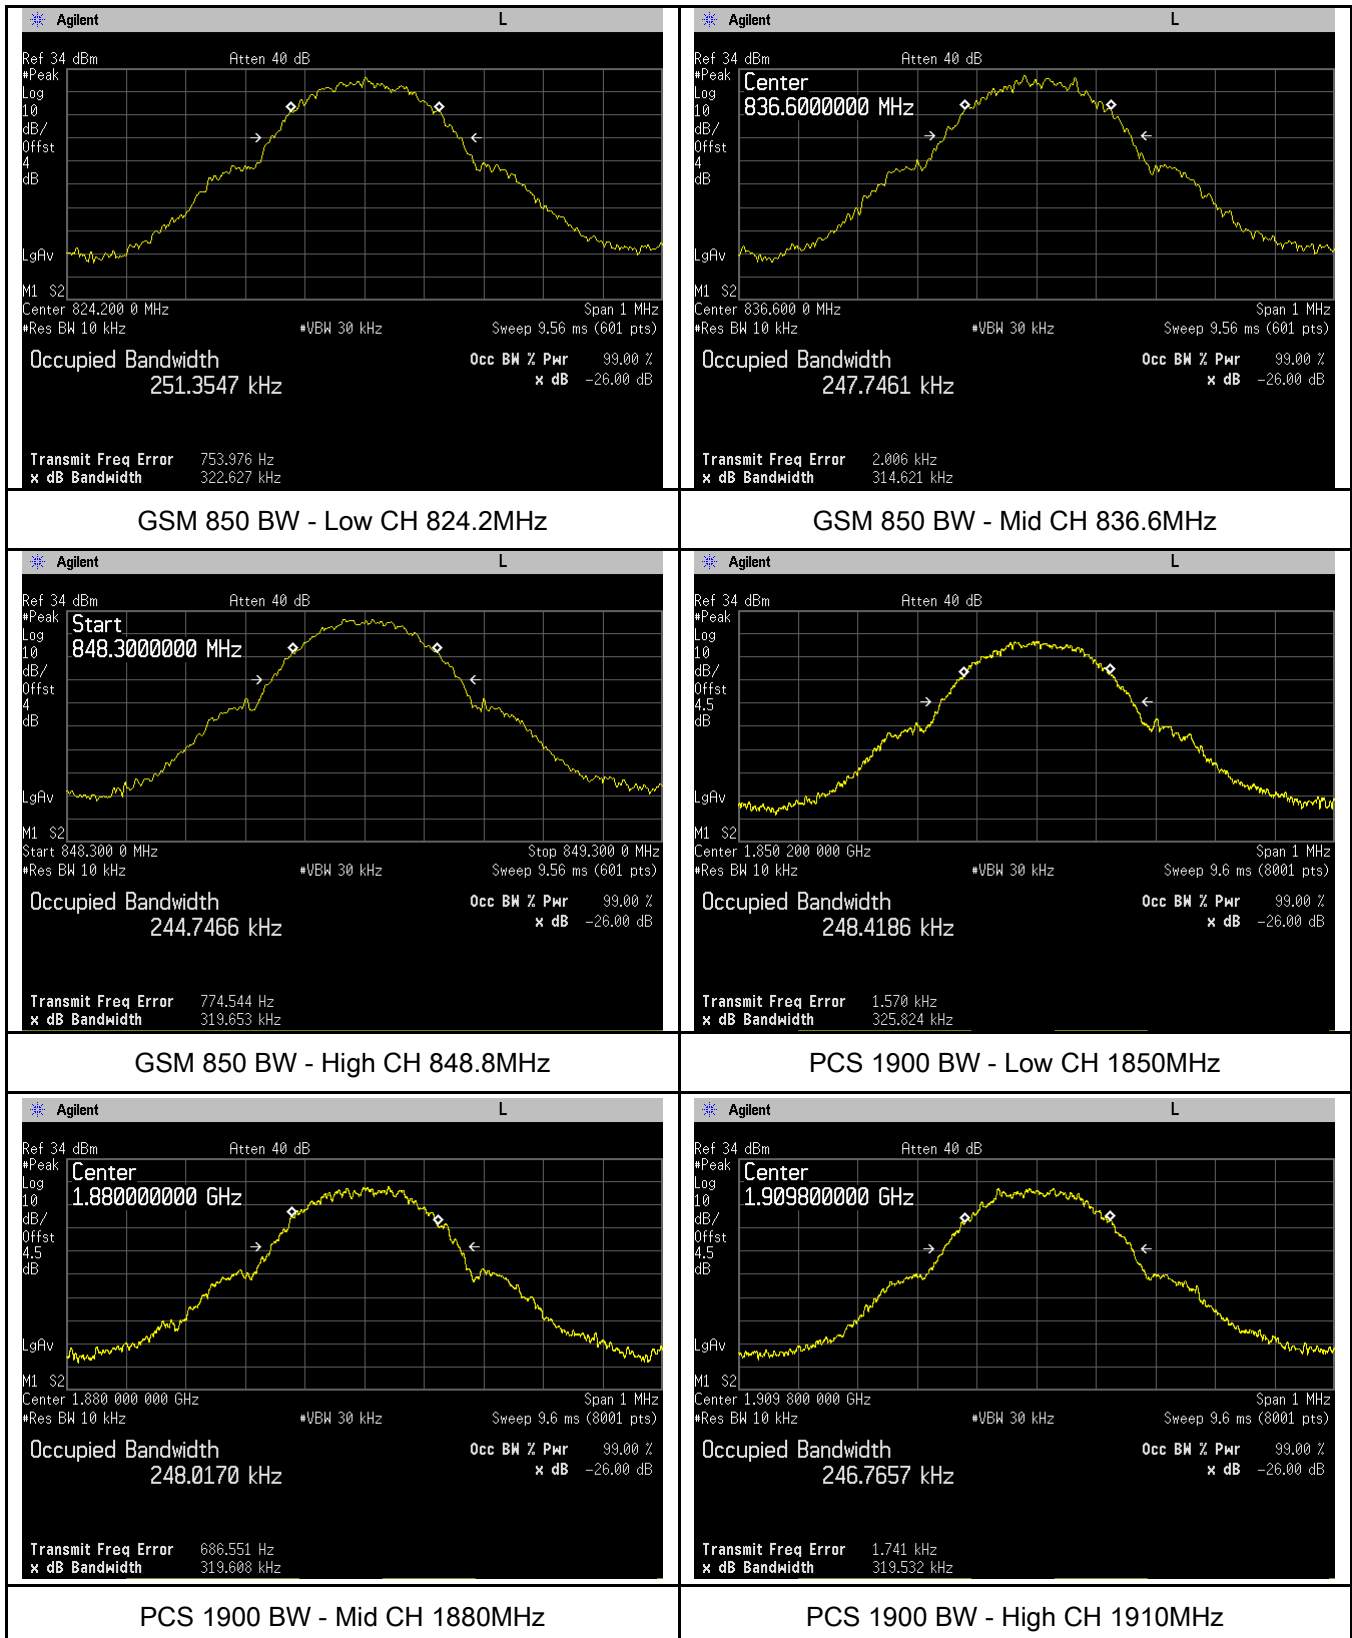 Agilent L
Ref 34 dBm Atten 40 dB
#Peak
Log
10
dB/
Offst
4
dB
LgAv
M1 S2
Center 824.200 0 MHz Span 1 MHz
#Res BW 10 kHz #VBW 30 kHz Sweep 9.56 ms (601 pts)
Occupied Bandwidth Occ BW % Pwr 99.00 %
251.3547 kHz x dB -26.00 dB
Transmit Freq Error 753.976 Hz
x dB Bandwidth 322.627 kHz
GSM 850 BW - Low CH 824.2MHz
Agilent L
Ref 34 dBm Atten 40 dB
#Peak
Log
10
dB/
Offst
4
dB
LgAv
M1 S2
Center
836.6000000 MHz
Center 836.600 0 MHz Span 1 MHz
#Res BW 10 kHz #VBW 30 kHz Sweep 9.56 ms (601 pts)
Occupied Bandwidth Occ BW % Pwr 99.00 %
247.7461 kHz x dB -26.00 dB
Transmit Freq Error 2.006 kHz
x dB Bandwidth 314.621 kHz
GSM 850 BW - Mid CH 836.6MHz
Agilent L
Ref 34 dBm Atten 40 dB
#Peak
Log
10
dB/
Offst
4
dB
LgAv
M1 S2
Start
848.3000000 MHz
Start 848.300 0 MHz Stop 849.300 0 MHz
#Res BW 10 kHz #VBW 30 kHz Sweep 9.56 ms (601 pts)
Occupied Bandwidth Occ BW % Pwr 99.00 %
244.7466 kHz x dB -26.00 dB
Transmit Freq Error 774.544 Hz
x dB Bandwidth 319.653 kHz
GSM 850 BW - High CH 848.8MHz
Agilent L
Ref 34 dBm Atten 40 dB
#Peak
Log
10
dB/
Offst
4.5
dB
LgAv
M1 S2
Center 1.850 200 000 GHz Span 1 MHz
#Res BW 10 kHz #VBW 30 kHz Sweep 9.6 ms (8001 pts)
Occupied Bandwidth Occ BW % Pwr 99.00 %
248.4186 kHz x dB -26.00 dB
Transmit Freq Error 1.570 kHz
x dB Bandwidth 325.824 kHz
PCS 1900 BW - Low CH 1850MHz
Agilent L
Ref 34 dBm Atten 40 dB
#Peak
Log
10
dB/
Offst
4.5
dB
LgAv
M1 S2
Center
1.880000000 GHz
Center 1.880 000 000 GHz Span 1 MHz
#Res BW 10 kHz #VBW 30 kHz Sweep 9.6 ms (8001 pts)
Occupied Bandwidth Occ BW % Pwr 99.00 %
248.0170 kHz x dB -26.00 dB
Transmit Freq Error 686.551 Hz
x dB Bandwidth 319.608 kHz
PCS 1900 BW - Mid CH 1880MHz
Agilent L
Ref 34 dBm Atten 40 dB
#Peak
Log
10
dB/
Offst
4.5
dB
LgAv
M1 S2
Center
1.909800000 GHz
Center 1.909 800 000 GHz Span 1 MHz
#Res BW 10 kHz #VBW 30 kHz Sweep 9.6 ms (8001 pts)
Occupied Bandwidth Occ BW % Pwr 99.00 %
246.7657 kHz x dB -26.00 dB
Transmit Freq Error 1.741 kHz
x dB Bandwidth 319.532 kHz
PCS 1900 BW - High CH 1910MHz